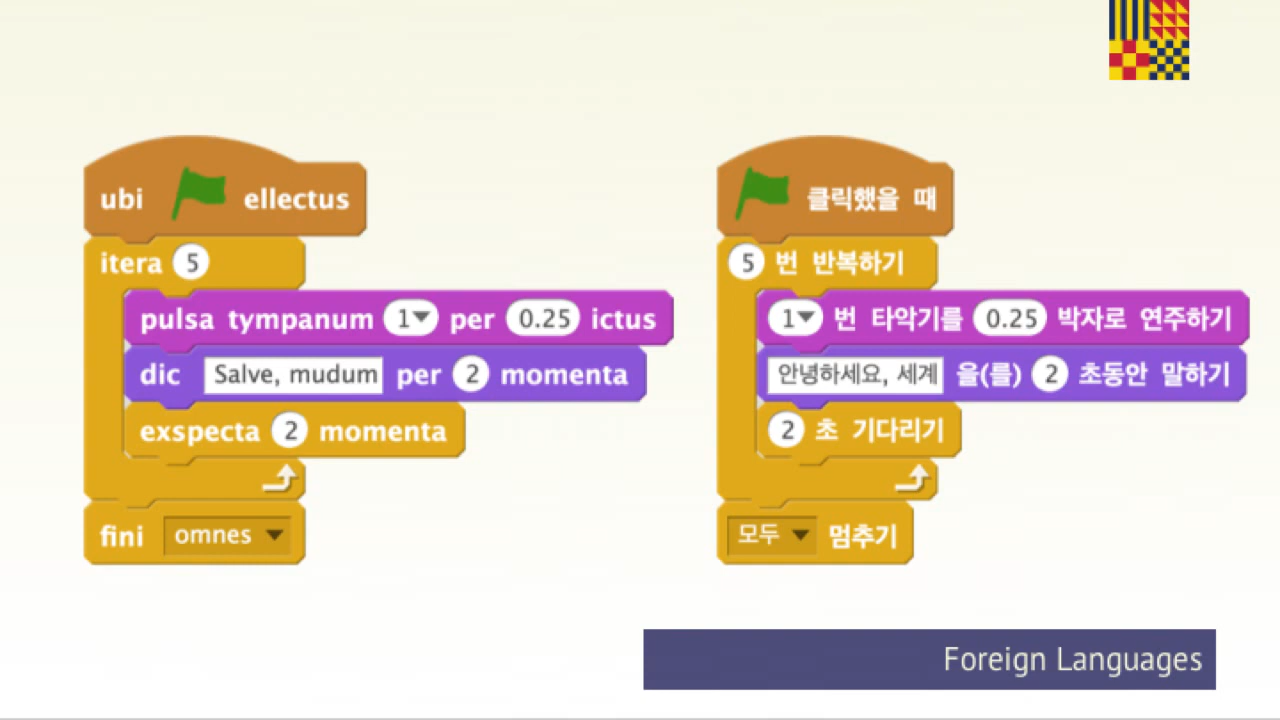 ubi ellectus
itera 5
pulsa tympanum 1 per 0.25 ictus
dic Salve, mudum per 2 momenta
exspecta 2 momenta
fini omnes
클릭했을 때
5 번 반복하기
1 번 타악기를 0.25 박자로 연주하기
안녕하세요, 세계 을(를) 2 초동안 말하기
2 초 기다리기
모두 멈추기
Foreign Languages